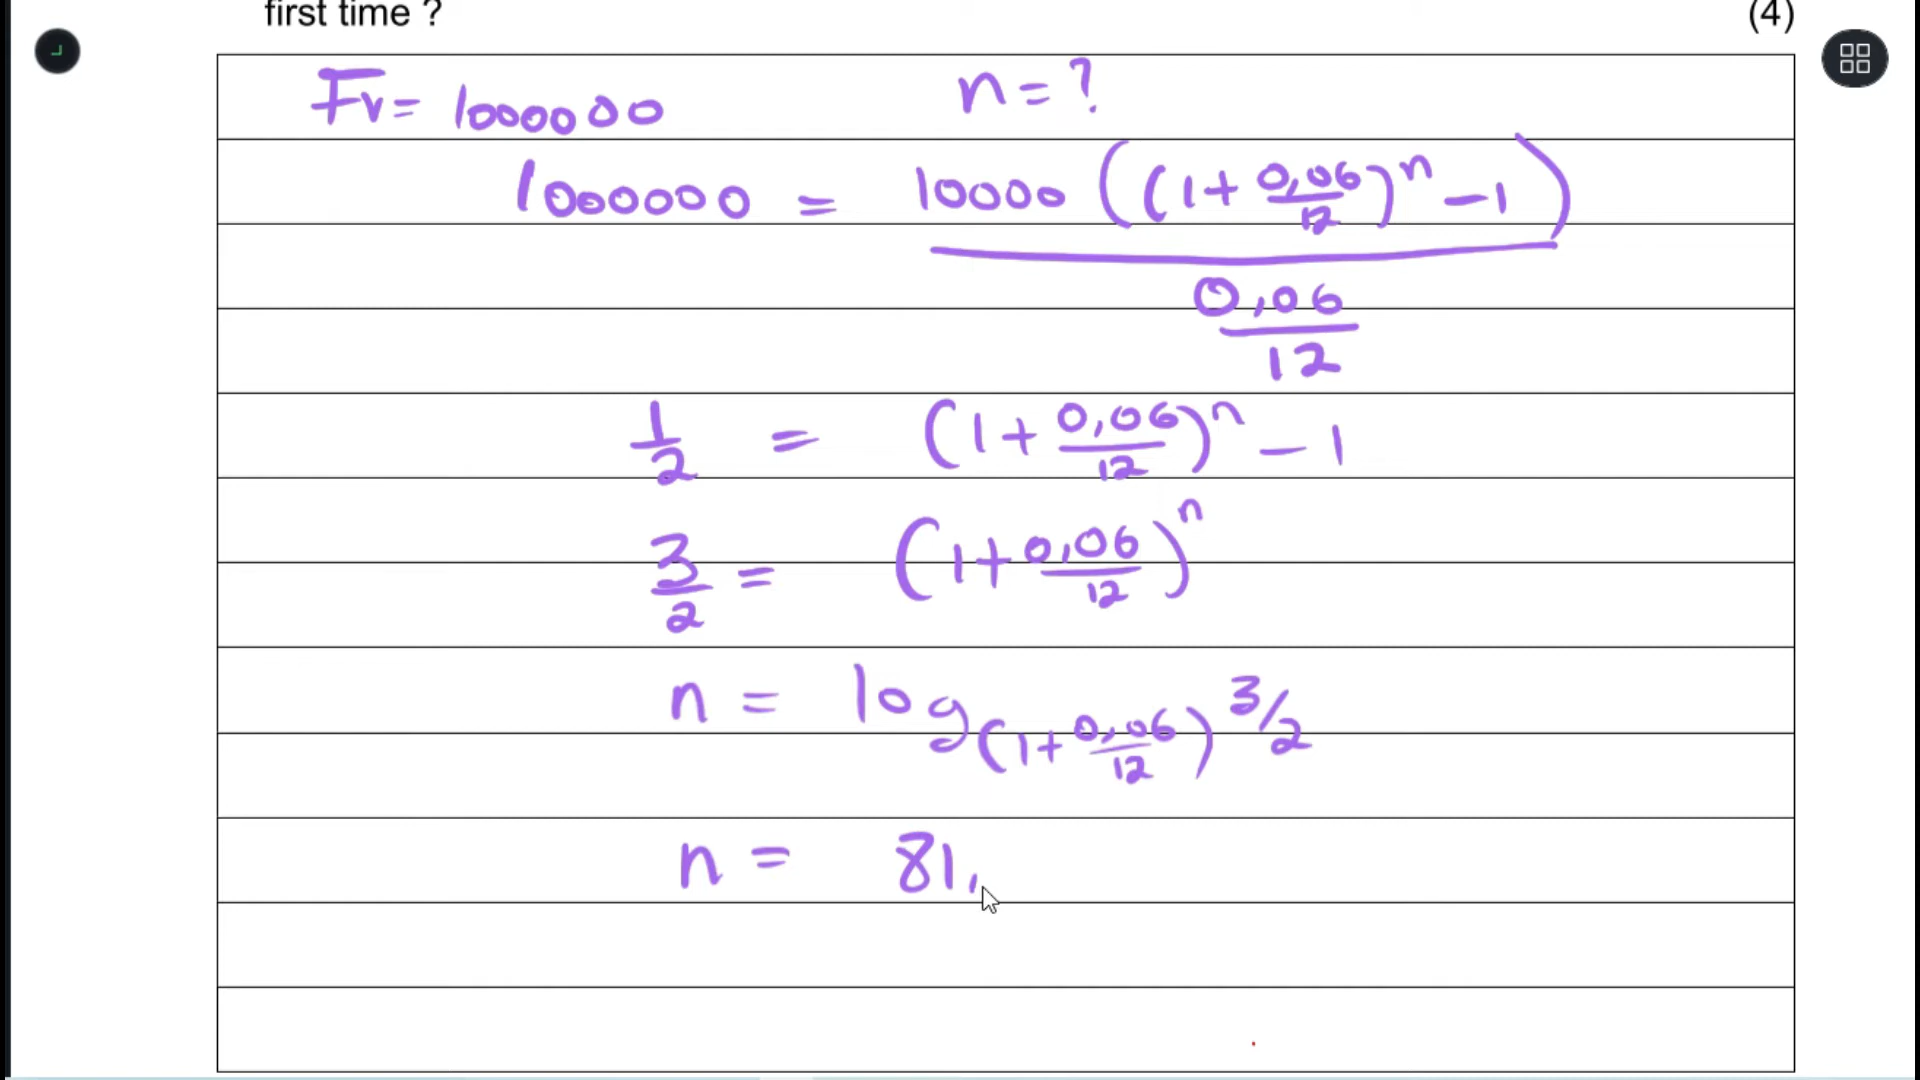 first time ? (4)
Fv = 1000000 n = ?
1000000 = 10000 ((1 + 0,06/12)^n - 1)
0,06/12
1/2 = (1 + 0,06/12)^n - 1
3/2 = (1 + 0,06/12)^n
n = log(1 + 0,06/12) 3/2
n = 81,